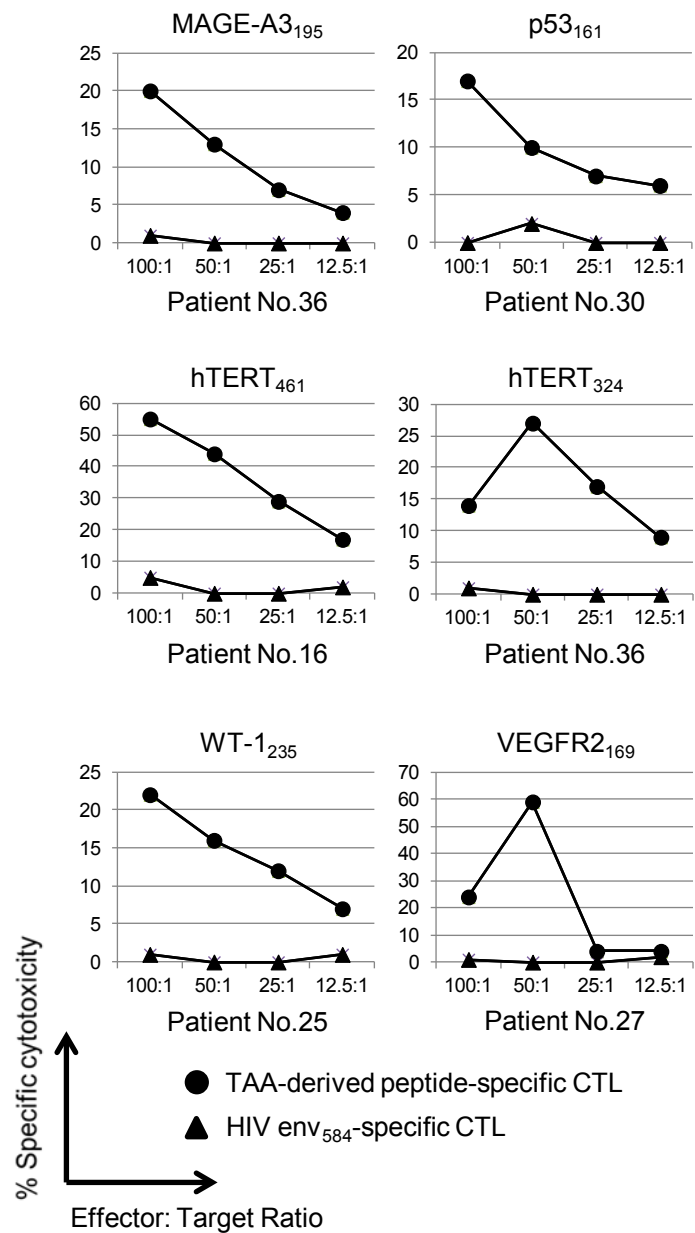 MAGE-A3₁₉₅
25
20
15
10
5
0
100:1 50:1 25:1 12.5:1
Patient No.36
p53₁₆₁
20
15
10
5
0
100:1 50:1 25:1 12.5:1
Patient No.30
hTERT₄₆₁
60
50
40
30
20
10
0
100:1 50:1 25:1 12.5:1
Patient No.16
hTERT₃₂₄
30
25
20
15
10
5
0
100:1 50:1 25:1 12.5:1
Patient No.36
WT-1₂₃₅
25
20
15
10
5
0
100:1 50:1 25:1 12.5:1
Patient No.25
VEGFR2₁₆₉
70
60
50
40
30
20
10
0
100:1 50:1 25:1 12.5:1
Patient No.27
% Specific cytotoxicity
TAA-derived peptide-specific CTL
HIV env₅₈₄-specific CTL
Effector: Target Ratio